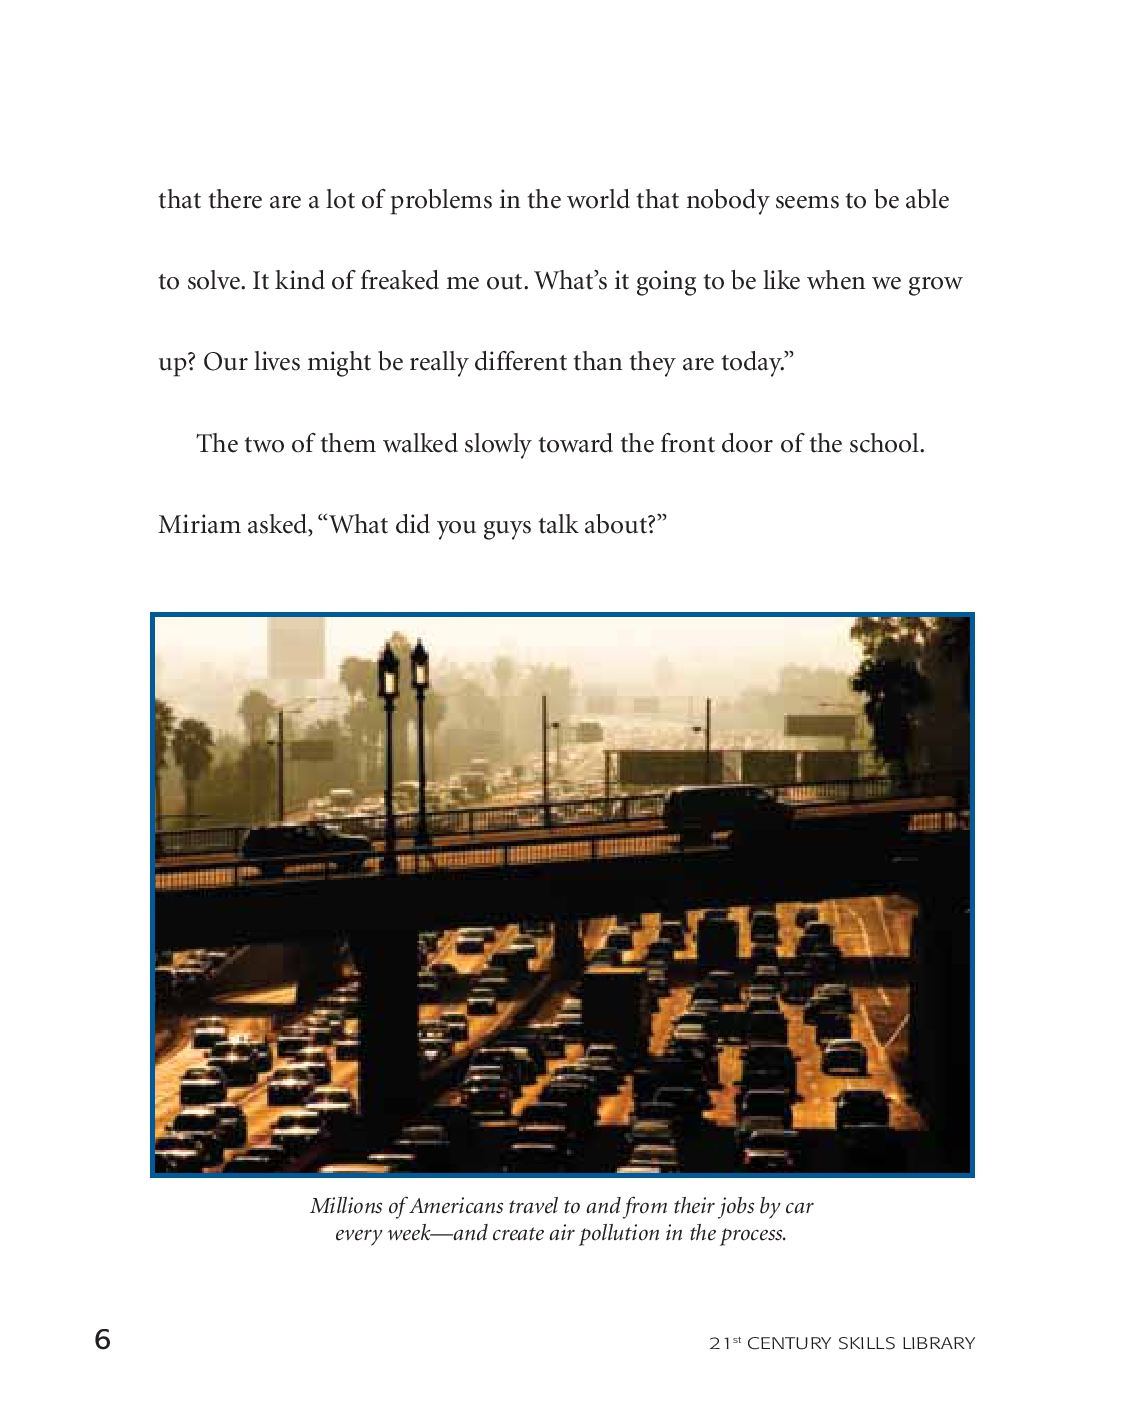 that there are a lot of problems in the world that nobody seems to be able
to solve. It kind of freaked me out. What’s it going to be like when we grow
up? Our lives might be really different than they are today.”
The two of them walked slowly toward the front door of the school.
Miriam asked, “What did you guys talk about?”
Millions of Americans travel to and from their jobs by car
every week—and create air pollution in the process.
6
21st CENTURY SKILLS LIBRARY